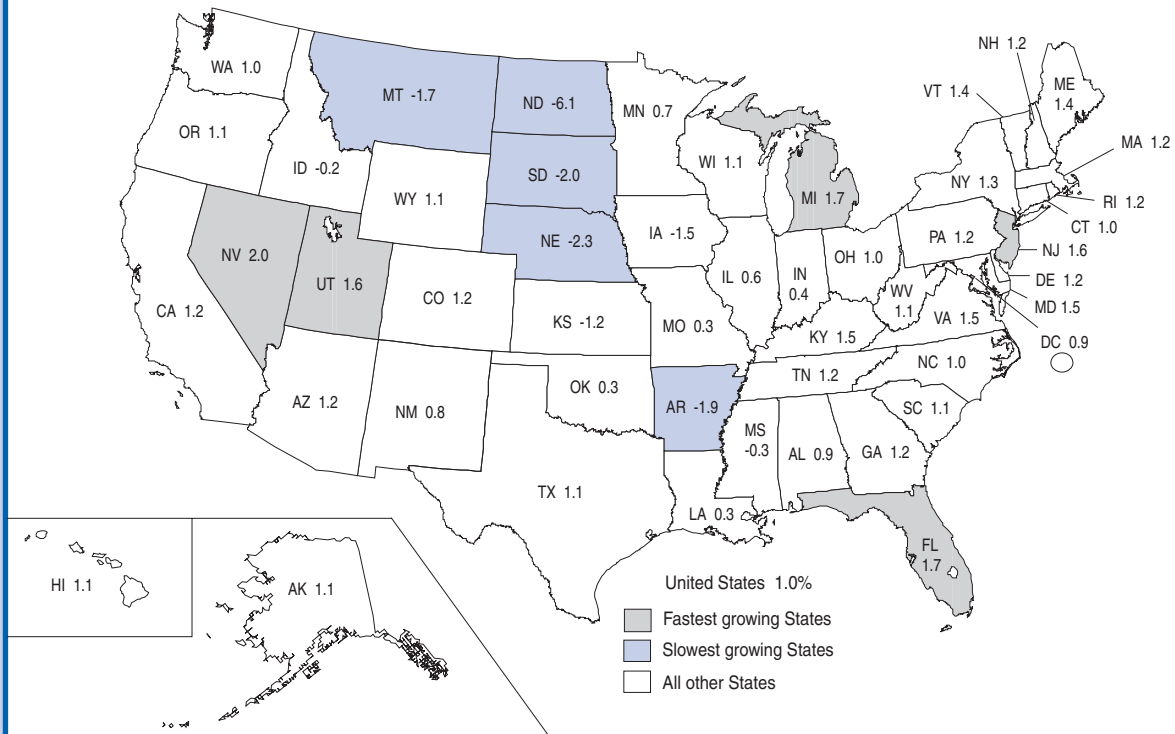 WA 1.0
MT -1.7
ND -6.1
MN 0.7
NH 1.2
VT 1.4
ME
1.4
OR 1.1
ID -0.2
SD -2.0
WI 1.1
MI 1.7
NY 1.3
MA 1.2
WY 1.1
RI 1.2
CT 1.0
NV 2.0
UT 1.6
NE -2.3
IA -1.5
PA 1.2
NJ 1.6
CA 1.2
CO 1.2
KS -1.2
MO 0.3
IL 0.6
IN
0.4
OH 1.0
WV
1.1
DE 1.2
MD 1.5
VA 1.5
KY 1.5
DC 0.9
AZ 1.2
NM 0.8
OK 0.3
AR -1.9
TN 1.2
NC 1.0
SC 1.1
MS
-0.3
AL 0.9
GA 1.2
TX 1.1
LA 0.3
FL
1.7
HI 1.1
AK 1.1
United States 1.0%
Fastest growing States
Slowest growing States
All other States